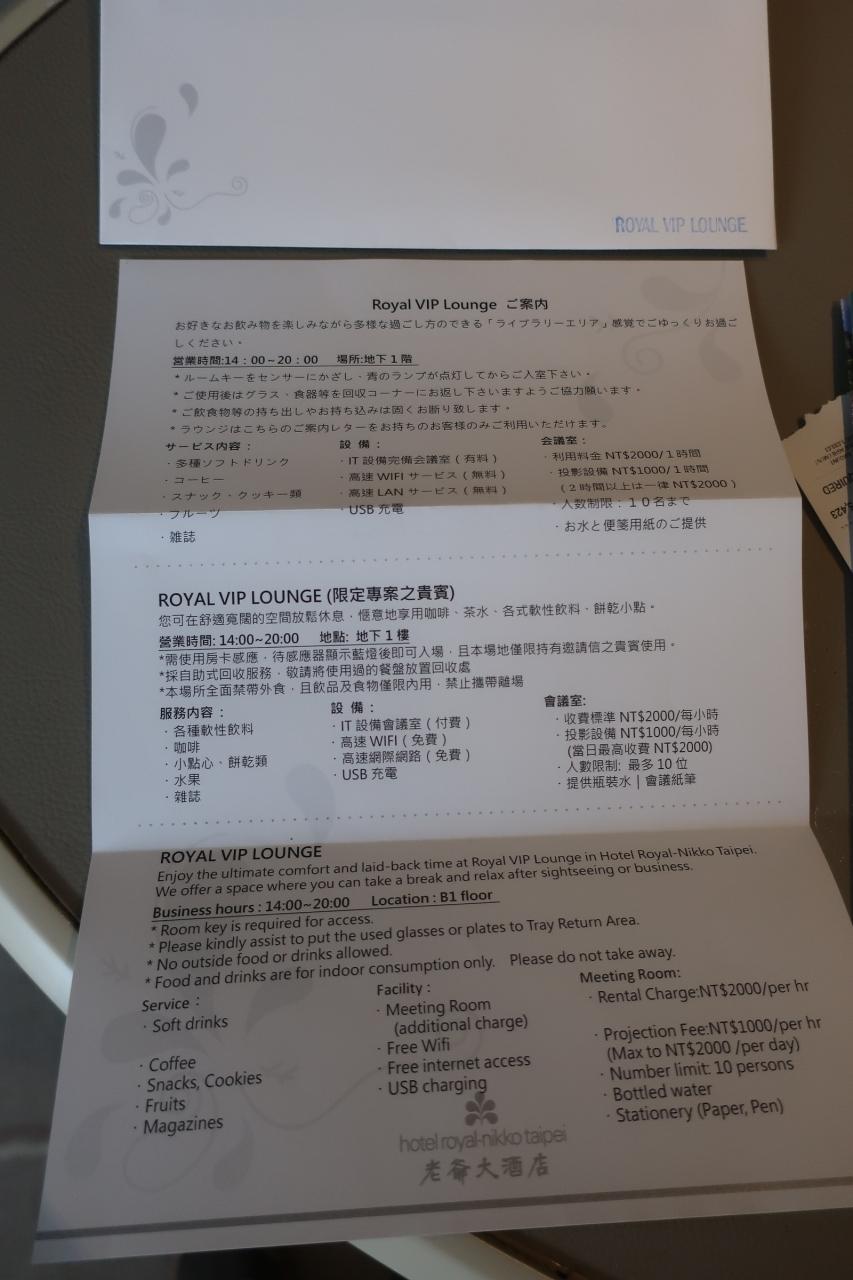 ROYAL VIP LOUNGE
Royal VIP Lounge ご案内
お好きなお飲み物を楽しみながら多様な過ごし方のできる「ライブラリーエリア」感覚でごゆっくりお過ご
しください。
営業時間:14：00~20：00 場所:地下1階
* ルームキーをセンサーにかざし、青のランプが点灯してからご入室下さい。
* ご使用後はグラス、食器等を回収コーナーにお返し下さいますようご協力願います。
* ご飲食物等の持ち出しやお持ち込みは固くお断り致します。
* ラウンジはこちらのご案内レターをお持ちのお客様のみご利用いただけます。
サービス内容：
・多種ソフトドリンク
・コーヒー
・スナック・クッキー類
・フルーツ
・雑誌
設 備：
・IT 設備完備会議室（有料）
・高速 WIFI サービス（無料）
・高速 LAN サービス（無料）
・USB 充電
会議室：
・利用料金 NT$2000/1時間
・投影設備 NT$1000/1時間
（2時間以上は一律 NT$2000）
・人数制限：１０名まで
・お水と便箋用紙のご提供
ROYAL VIP LOUNGE (限定專案之貴賓)
您可在舒適寬闊的空間放鬆休息，愜意地享用咖啡、茶水、各式軟性飲料、餅乾小點。
營業時間: 14:00~20:00 地點: 地下1樓
*需使用房卡感應，待感應器顯示藍燈後即可入場，且本場地僅限持有邀請信之貴賓使用。
*採自助式回收服務，敬請將使用過的餐盤放置回收處
*本場所全面禁帶外食，且飲品及食物僅限內用，禁止攜帶離場
服務內容：
・各種軟性飲料
・咖啡
・小點心、餅乾類
・水果
・雜誌
設 備：
・IT 設備會議室（付費）
・高速 WIFI（免費）
・高速網際網路（免費）
・USB 充電
會議室:
・收費標準 NT$2000/每小時
・投影設備 NT$1000/每小時
(當日最高收費 NT$2000)
・人數限制: 最多 10 位
・提供瓶裝水 | 會議紙筆
ROYAL VIP LOUNGE
Enjoy the ultimate comfort and laid-back time at Royal VIP Lounge in Hotel Royal-Nikko Taipei.
We offer a space where you can take a break and relax after sightseeing or business.
Business hours : 14:00~20:00 Location : B1 floor
* Room key is required for access.
* Please kindly assist to put the used glasses or plates to Tray Return Area.
* No outside food or drinks allowed.
* Food and drinks are for indoor consumption only. Please do not take away.
Service：
・Soft drinks
・Coffee
・Snacks, Cookies
・Fruits
・Magazines
Facility：
・Meeting Room
(additional charge)
・Free Wifi
・Free internet access
・USB charging
Meeting Room:
・Rental Charge:NT$2000/per hr
・Projection Fee:NT$1000/per hr
(Max to NT$2000 /per day)
・Number limit: 10 persons
・Bottled water
・Stationery (Paper, Pen)
hotel royal-nikko taipei
老爺大酒店